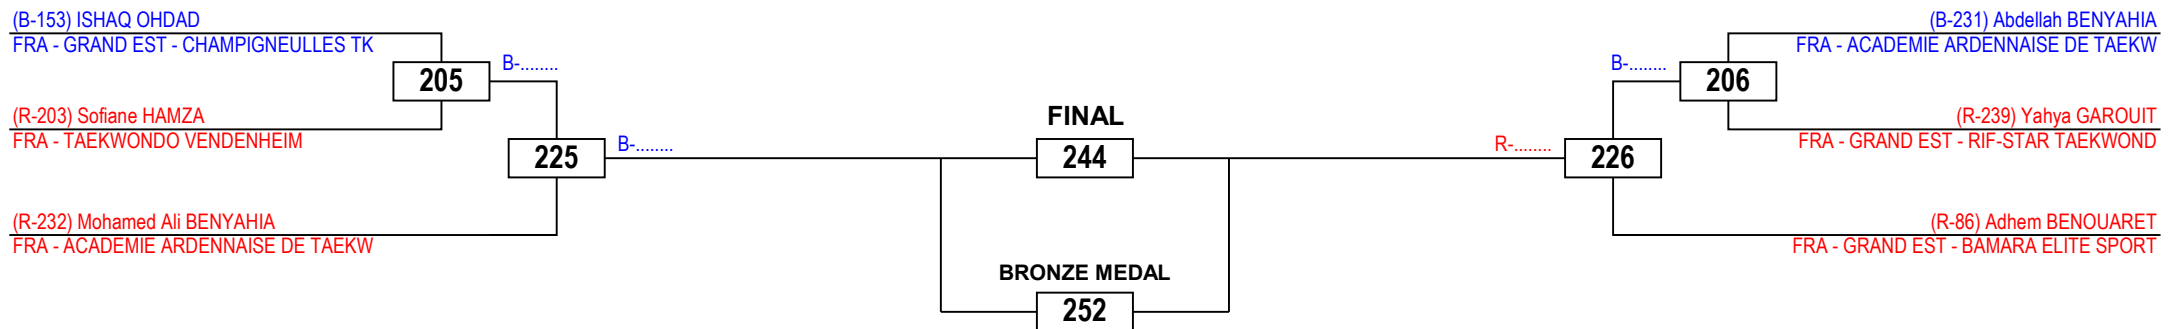 (B-153) ISHAQ OHDAD
FRA - GRAND EST - CHAMPIGNEULLES TK
205
B-........
(R-203) Sofiane HAMZA
FRA - TAEKWONDO VENDENHEIM
225
B-........
(R-232) Mohamed Ali BENYAHIA
FRA - ACADEMIE ARDENNAISE DE TAEKW
FINAL
244
BRONZE MEDAL
252
(B-231) Abdellah BENYAHIA
FRA - ACADEMIE ARDENNAISE DE TAEKW
B-........
206
(R-239) Yahya GAROUIT
FRA - GRAND EST - RIF-STAR TAEKWOND
R-........
226
(R-86) Adhem BENOUARET
FRA - GRAND EST - BAMARA ELITE SPORT